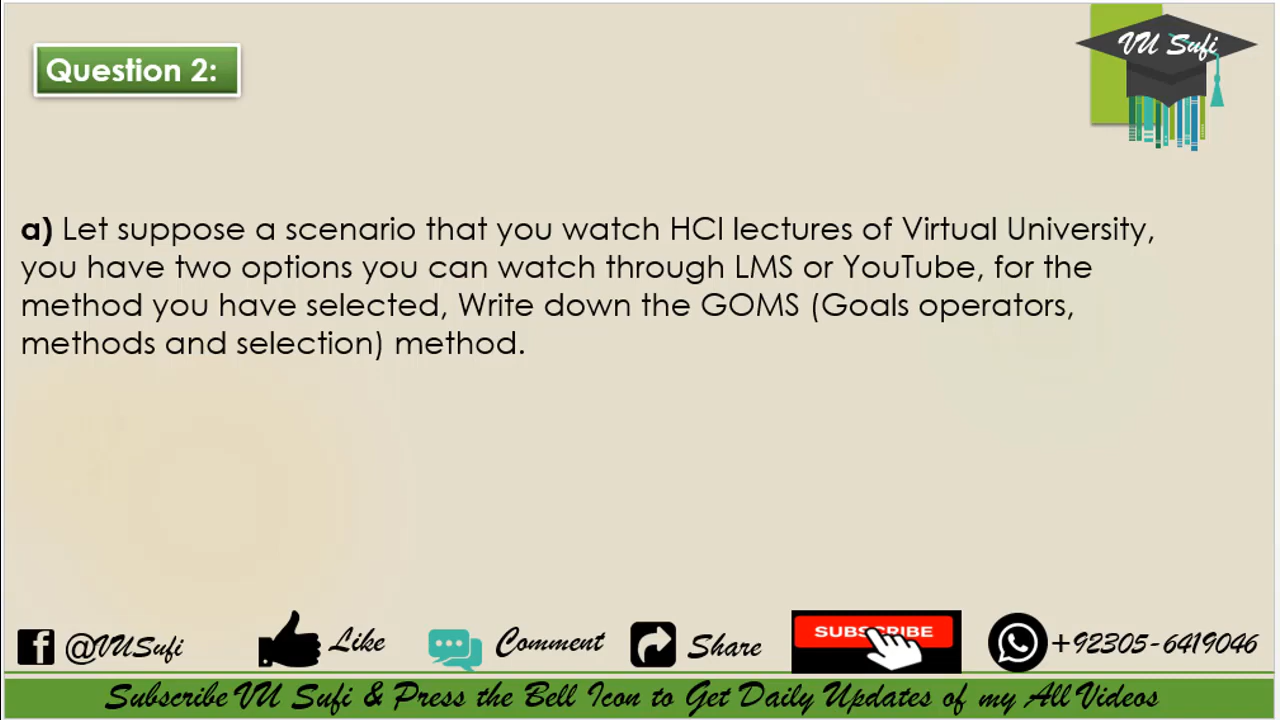 Question 2:
VU Sufi
a) Let suppose a scenario that you watch HCI lectures of Virtual University,
you have two options you can watch through LMS or YouTube, for the
method you have selected, Write down the GOMS (Goals operators,
methods and selection) method.
@VUSufi
Like
Comment
Share
SUBSCRIBE
+92305-6419046
Subscribe VU Sufi & Press the Bell Icon to Get Daily Updates of my All Videos